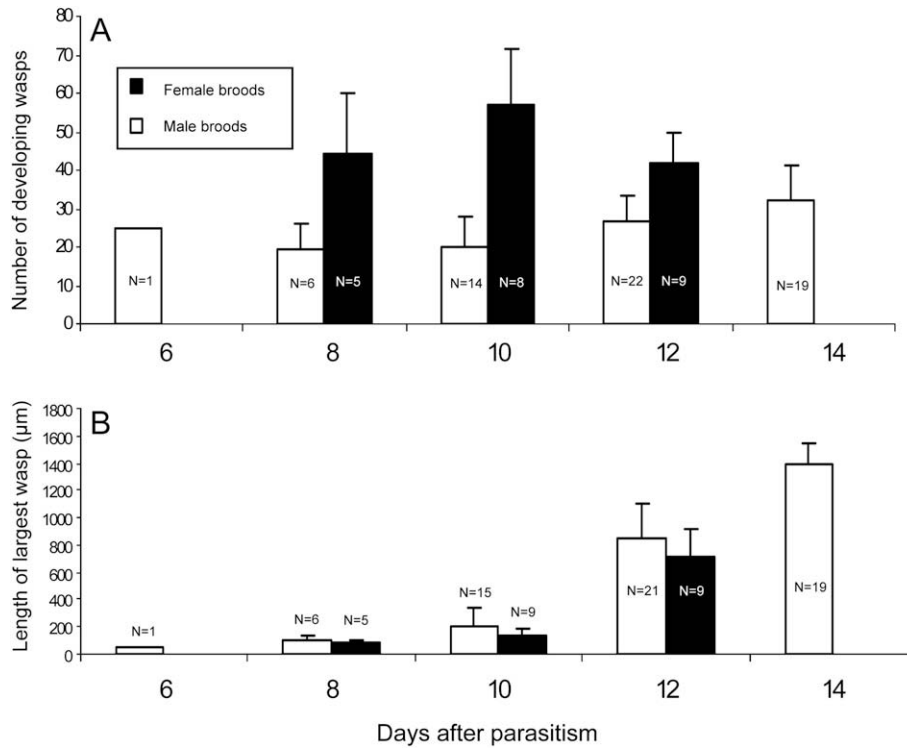 A
Number of developing wasps
80
70
60
50
40
30
20
10
0
Female broods
Male broods
N=1
N=6
N=5
N=14
N=8
N=22
N=9
N=19
6
8
10
12
14
B
Length of largest wasp (µm)
1800
1600
1400
1200
1000
800
600
400
200
0
N=1
N=6
N=5
N=15
N=9
N=21
N=9
N=19
6
8
10
12
14
Days after parasitism